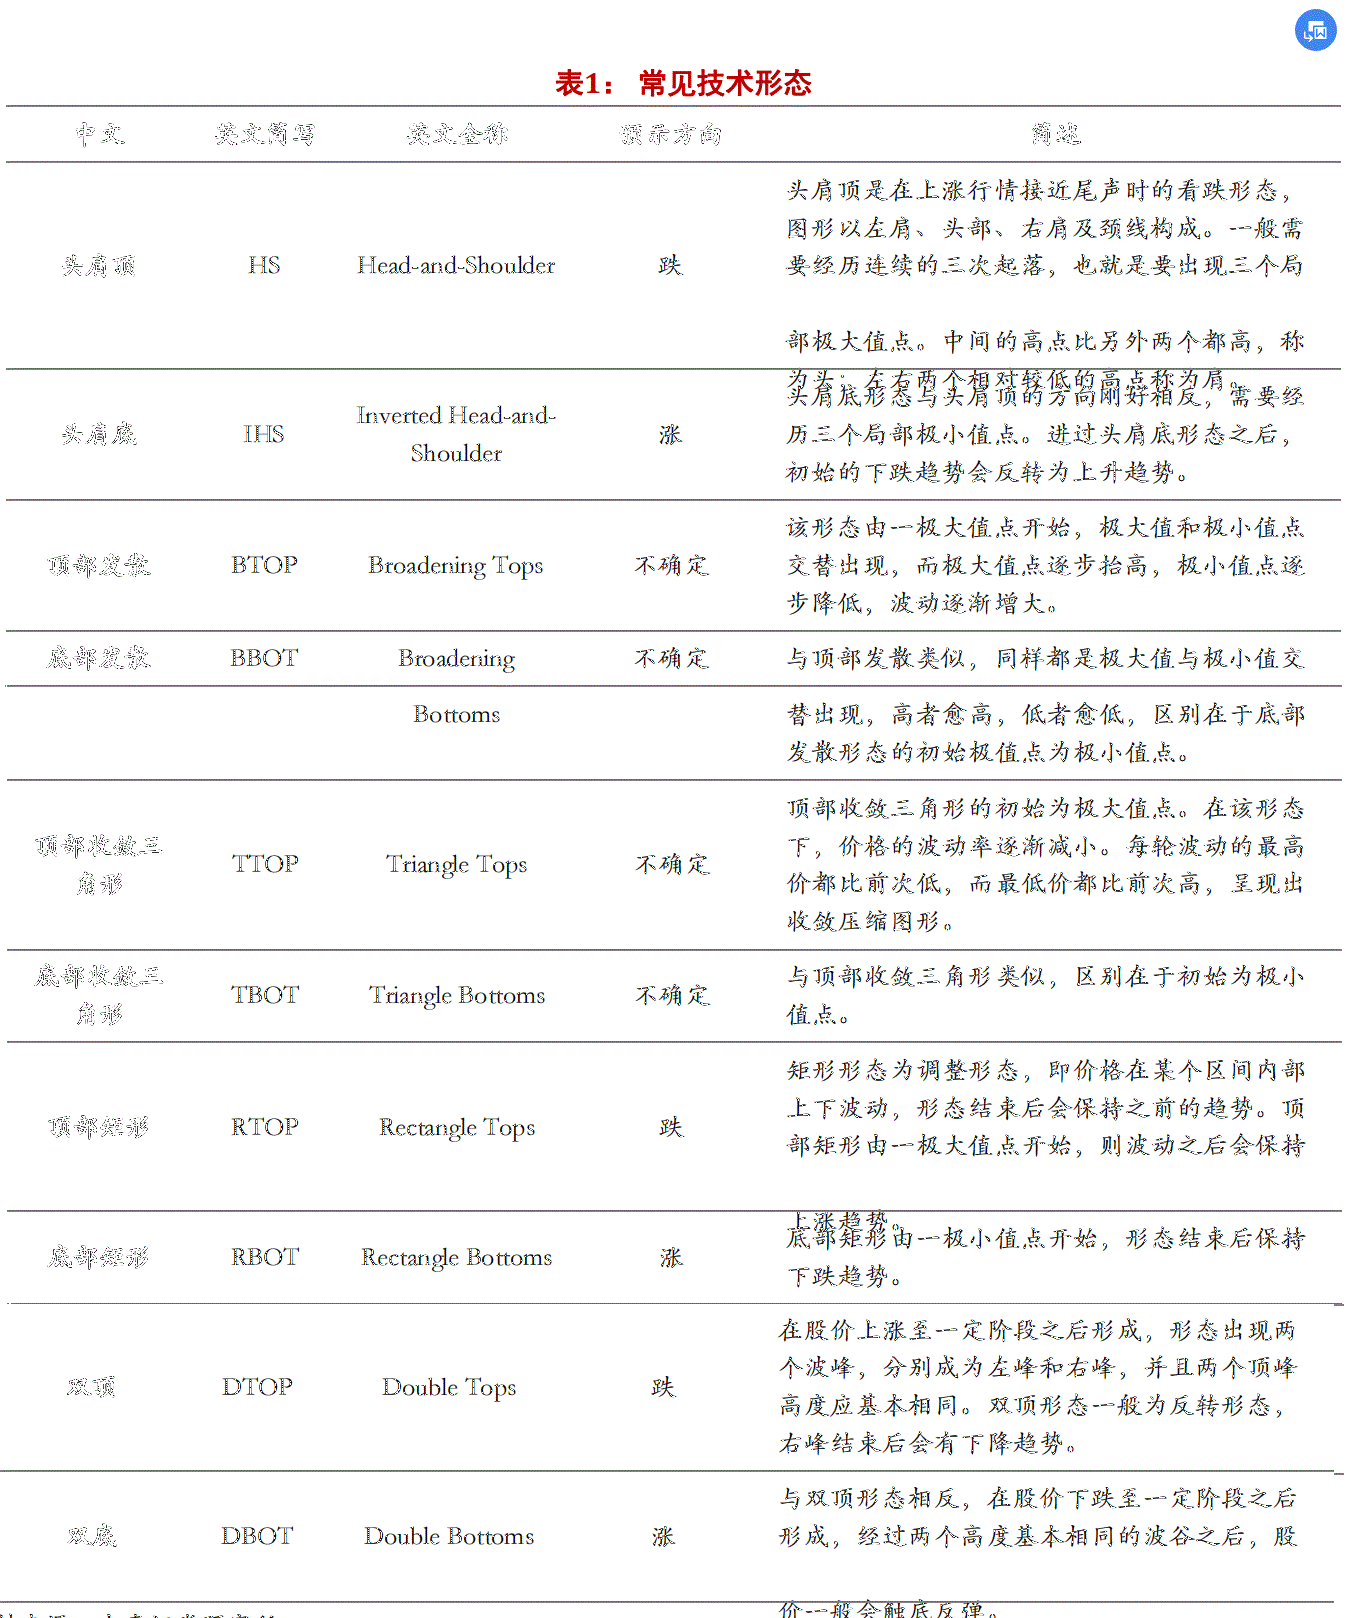 表1： 常见技术形态
中文 英文简写 英文全称 预示方向 简述
头肩顶 HS Head-and-Shoulder 跌
头肩顶是在上涨行情接近尾声时的看跌形态，
图形以左肩、头部、右肩及颈线构成。一般需
要经历连续的三次起落，也就是要出现三个局
部极大值点。中间的高点比另外两个都高，称
为头；左右两个相对较低的高点称为肩。
头肩底 IHS Inverted Head-and-
Shoulder 涨
头肩底形态与头肩顶的方向刚好相反，需要经
历三个局部极小值点。进过头肩底形态之后，
初始的下跌趋势会反转为上升趋势。
顶部发散 BTOP Broadening Tops 不确定
该形态由一极大值点开始，极大值和极小值点
交替出现，而极大值点逐步抬高，极小值点逐
步降低，波动逐渐增大。
底部发散 BBOT Broadening 不确定 与顶部发散类似，同样都是极大值与极小值交
Bottoms 替出现，高者愈高，低者愈低，区别在于底部
发散形态的初始极值点为极小值点。
顶部收敛三
角形 TTOP Triangle Tops 不确定
顶部收敛三角形的初始为极大值点。在该形态
下，价格的波动率逐渐减小。每轮波动的最高
价都比前次低，而最低价都比前次高，呈现出
收敛压缩图形。
底部收敛三
角形 TBOT Triangle Bottoms 不确定
与顶部收敛三角形类似，区别在于初始为极小
值点。
顶部矩形 RTOP Rectangle Tops 跌
矩形形态为调整形态，即价格在某个区间内部
上下波动，形态结束后会保持之前的趋势。顶
部矩形由一极大值点开始，则波动之后会保持
上涨趋势。
底部矩形 RBOT Rectangle Bottoms 涨
底部矩形由一极小值点开始，形态结束后保持
下跌趋势。
双顶 DTOP Double Tops 跌
在股价上涨至一定阶段之后形成，形态出现两
个波峰，分别成为左峰和右峰，并且两个顶峰
高度应基本相同。双顶形态一般为反转形态，
右峰结束后会有下降趋势。
双底 DBOT Double Bottoms 涨
与双顶形态相反，在股价下跌至一定阶段之后
形成，经过两个高度基本相同的波谷之后，股
价一般会触底反弹。